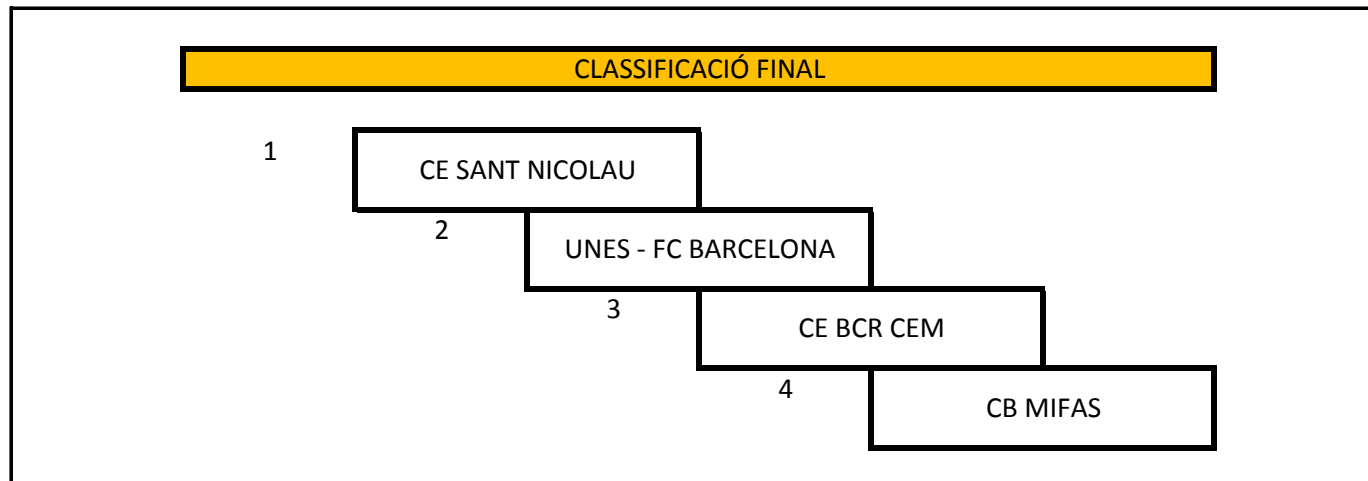 CLASSIFICACIÓ FINAL
1
CE SANT NICOLAU
2
UNES - FC BARCELONA
3
CE BCR CEM
4
CB MIFAS